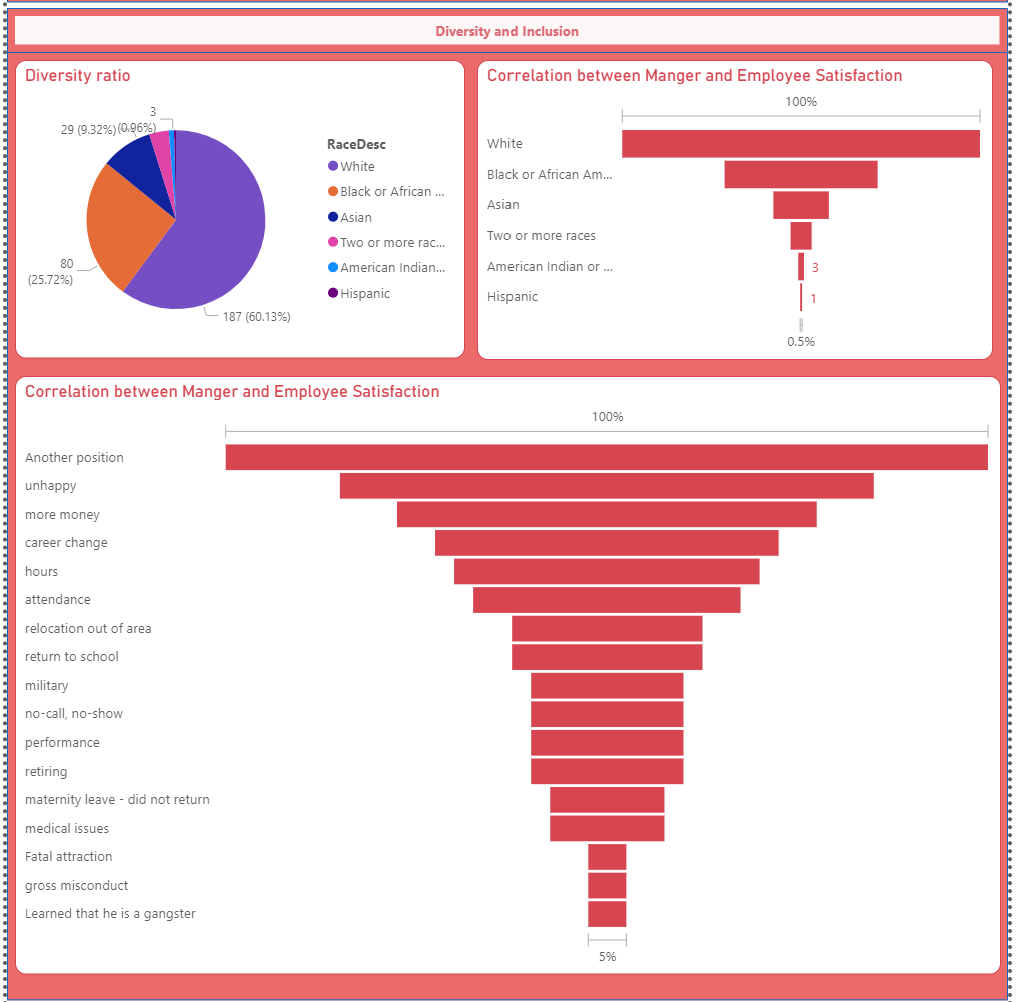 Diversity and Inclusion
Diversity ratio
3
(0.96%)
29 (9.32%)
80
(25.72%)
187 (60.13%)
RaceDesc
White
Black or African ...
Asian
Two or more rac...
American Indian...
Hispanic
Correlation between Manger and Employee Satisfaction
100%
White
Black or African Am...
Asian
Two or more races
American Indian or ...
3
Hispanic
1
0.5%
Correlation between Manger and Employee Satisfaction
100%
Another position
unhappy
more money
career change
hours
attendance
relocation out of area
return to school
military
no-call, no-show
performance
retiring
maternity leave - did not return
medical issues
Fatal attraction
gross misconduct
Learned that he is a gangster
5%